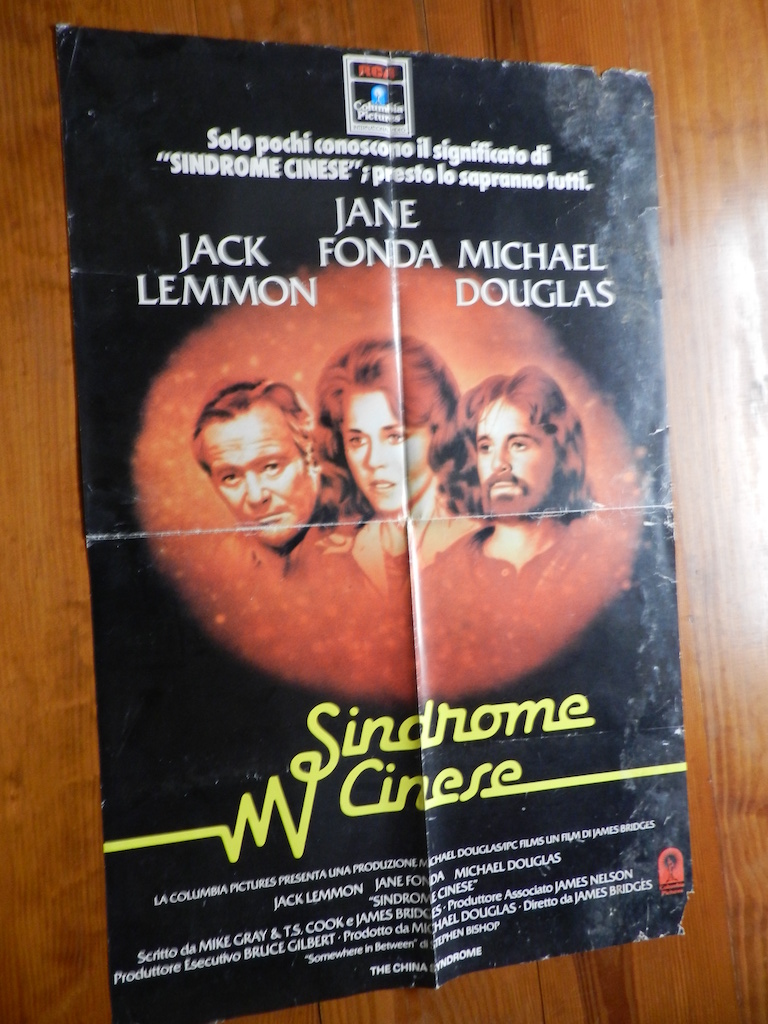 RCA
Columbia
Pictures
Solo pochi conoscono il significato di
"SINDROME CINESE"; presto lo sapranno tutti.
JANE
JACK FONDA MICHAEL
LEMMON DOUGLAS
Sindrome
Cinese
LA COLUMBIA PICTURES PRESENTA UNA PRODUZIONE MICHAEL DOUGLAS/IPC FILMS UN FILM DI JAMES BRIDGES
JACK LEMMON JANE FONDA MICHAEL DOUGLAS
"SINDROME CINESE"
Scritto da MIKE GRAY & T.S. COOK e JAMES BRIDGES · Produttore Associato JAMES NELSON
Produttore Esecutivo BRUCE GILBERT · Prodotto da MICHAEL DOUGLAS · Diretto da JAMES BRIDGES
"Somewhere in Between" di STEPHEN BISHOP
THE CHINA SYNDROME
Columbia
Pictures